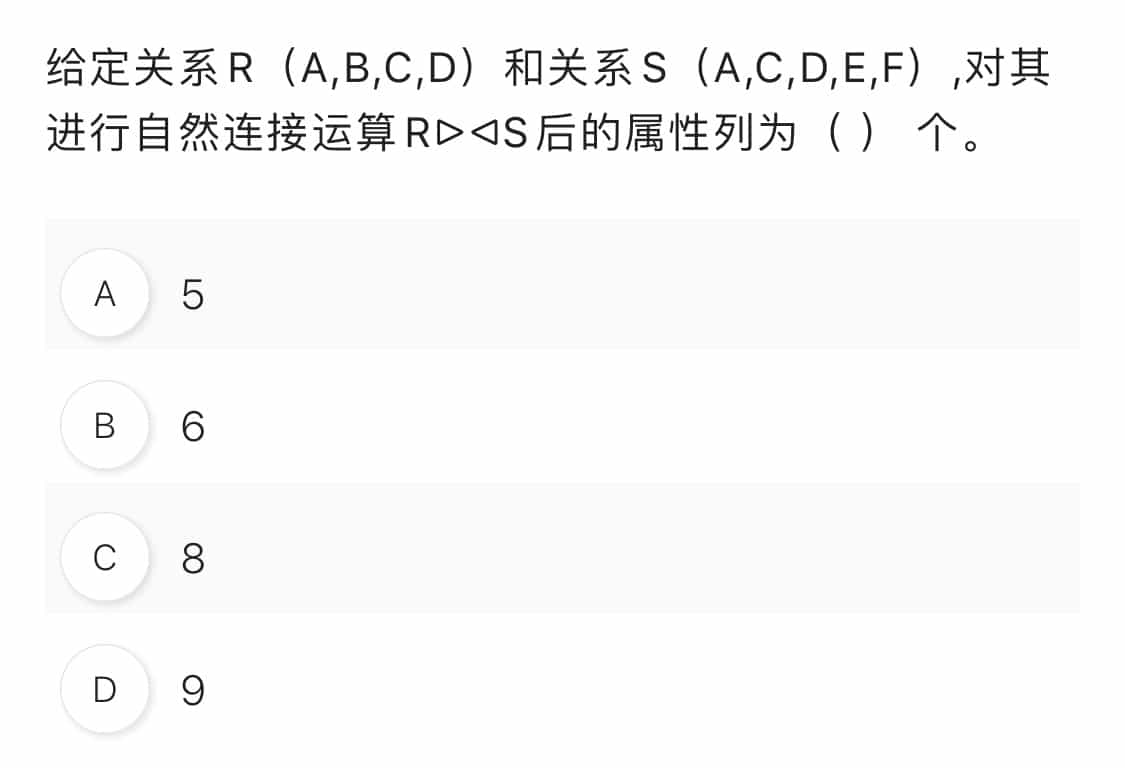 给定关系R（A,B,C,D）和关系S（A,C,D,E,F）,对其
进行自然连接运算R▷◁S后的属性列为（ ） 个。
A 5
B 6
C 8
D 9